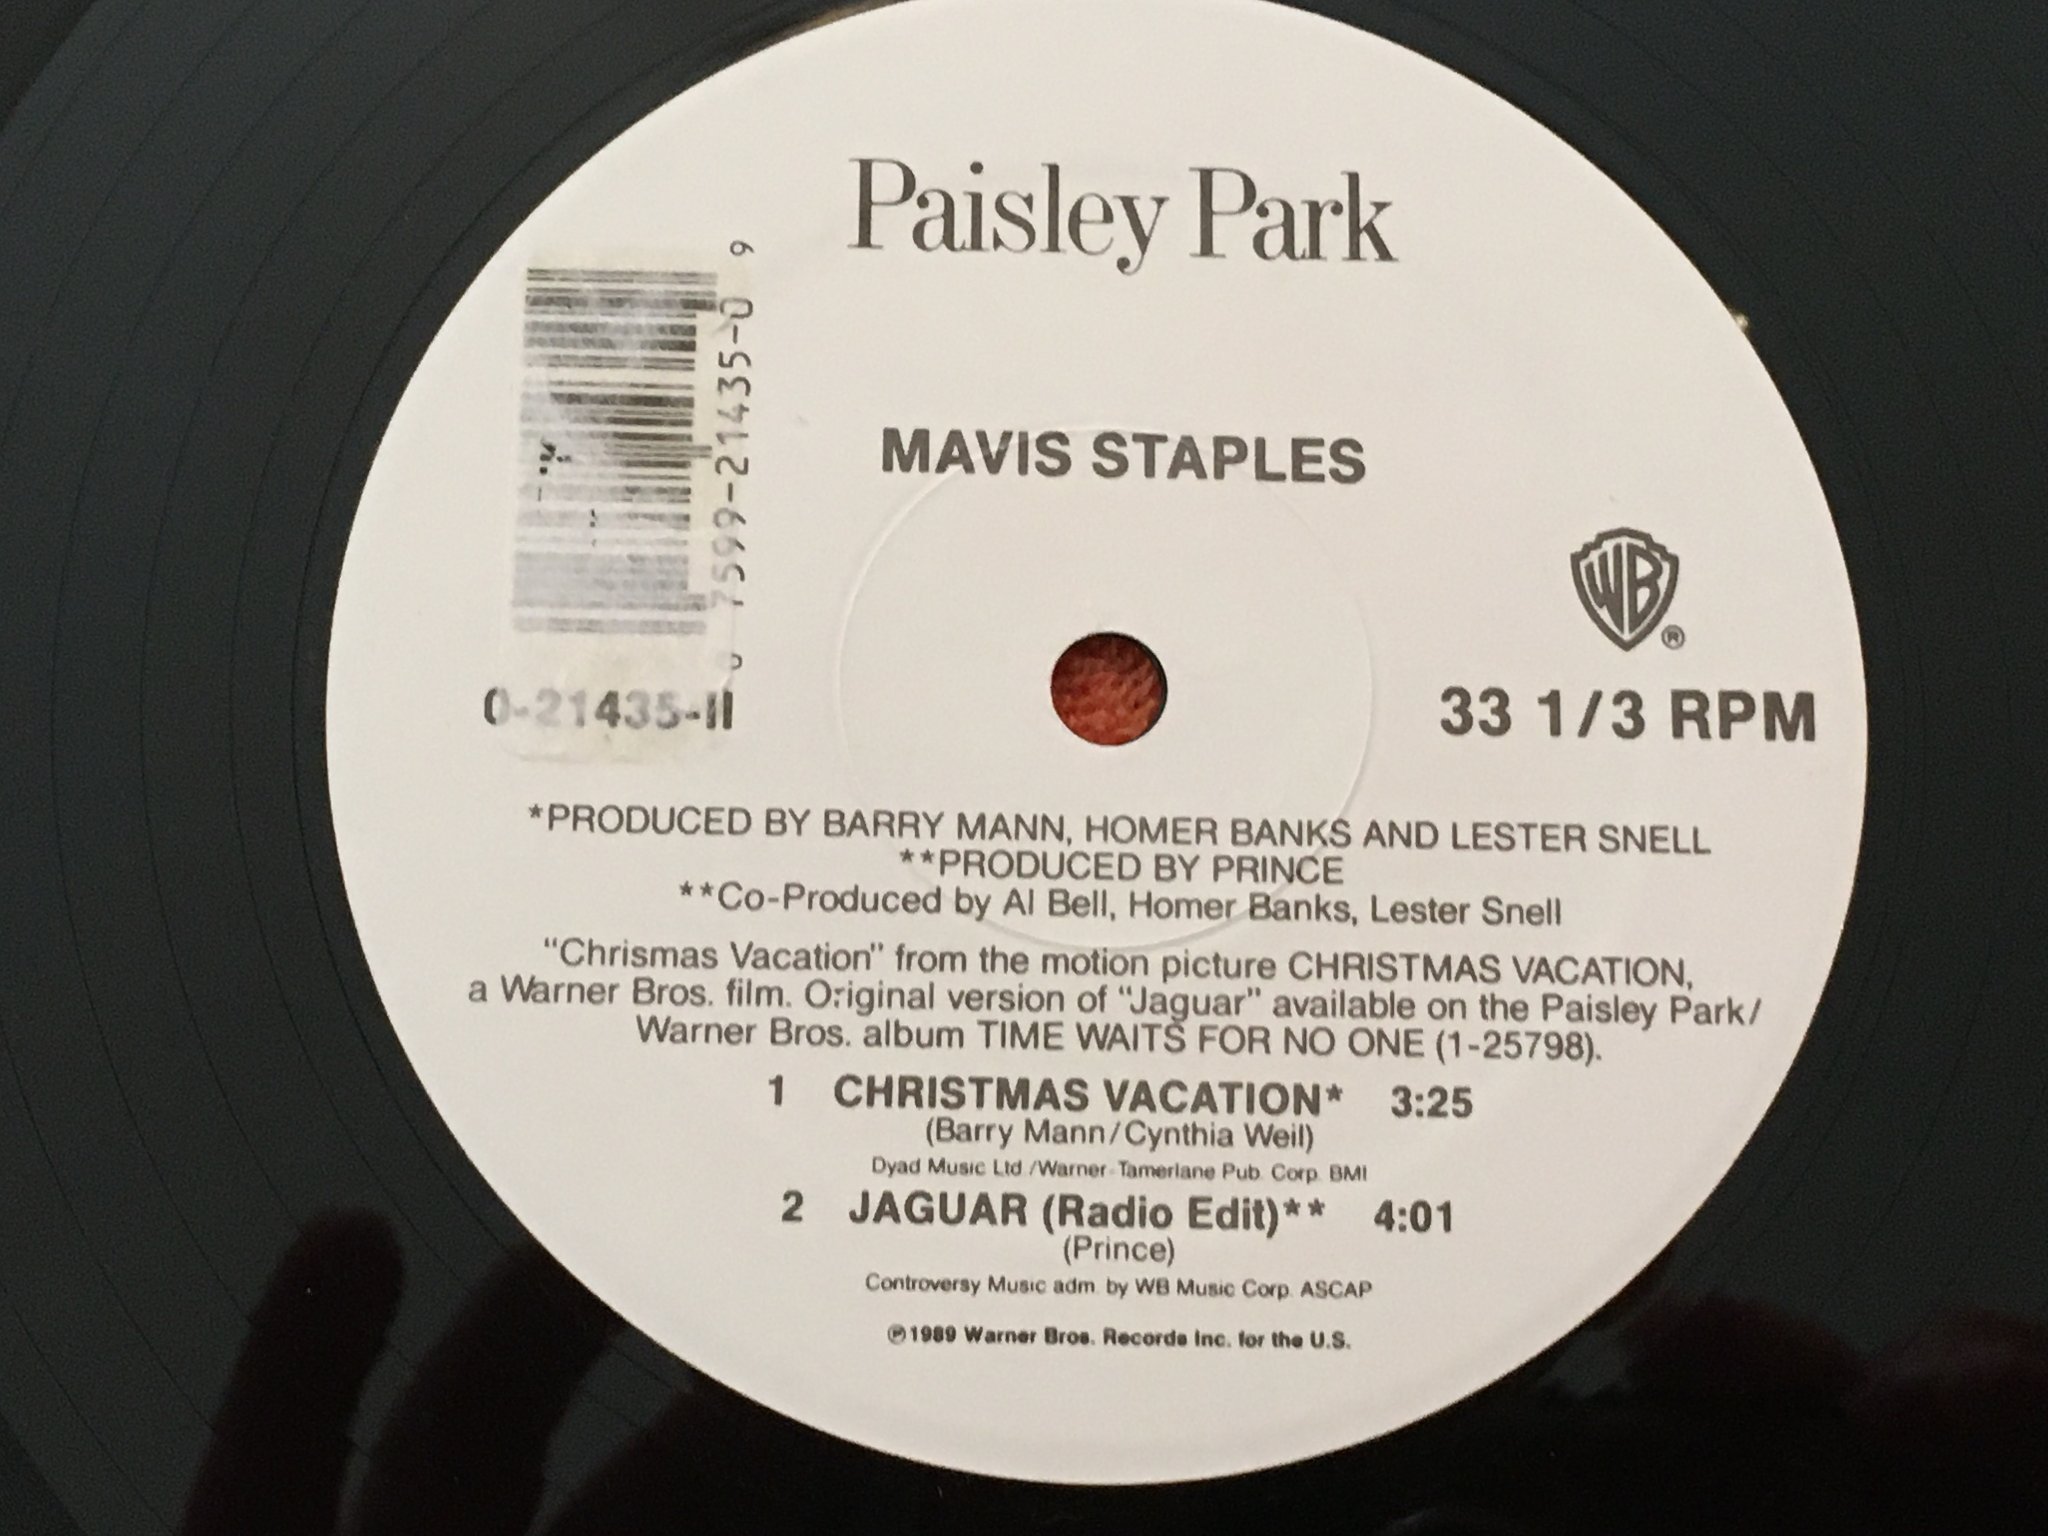 Paisley Park
0 7599-21435-0 9
MAVIS STAPLES
WB®
0-21435-II
33 1/3 RPM
*PRODUCED BY BARRY MANN, HOMER BANKS AND LESTER SNELL
**PRODUCED BY PRINCE
**Co-Produced by Al Bell, Homer Banks, Lester Snell
“Chrismas Vacation” from the motion picture CHRISTMAS VACATION,
a Warner Bros. film. Original version of “Jaguar” available on the Paisley Park/
Warner Bros. album TIME WAITS FOR NO ONE (1-25798).
1 CHRISTMAS VACATION* 3:25
(Barry Mann/Cynthia Weil)
Dyad Music Ltd./Warner-Tamerlane Pub. Corp. BMI
2 JAGUAR (Radio Edit)** 4:01
(Prince)
Controversy Music adm. by WB Music Corp. ASCAP
℗1989 Warner Bros. Records Inc. for the U.S.